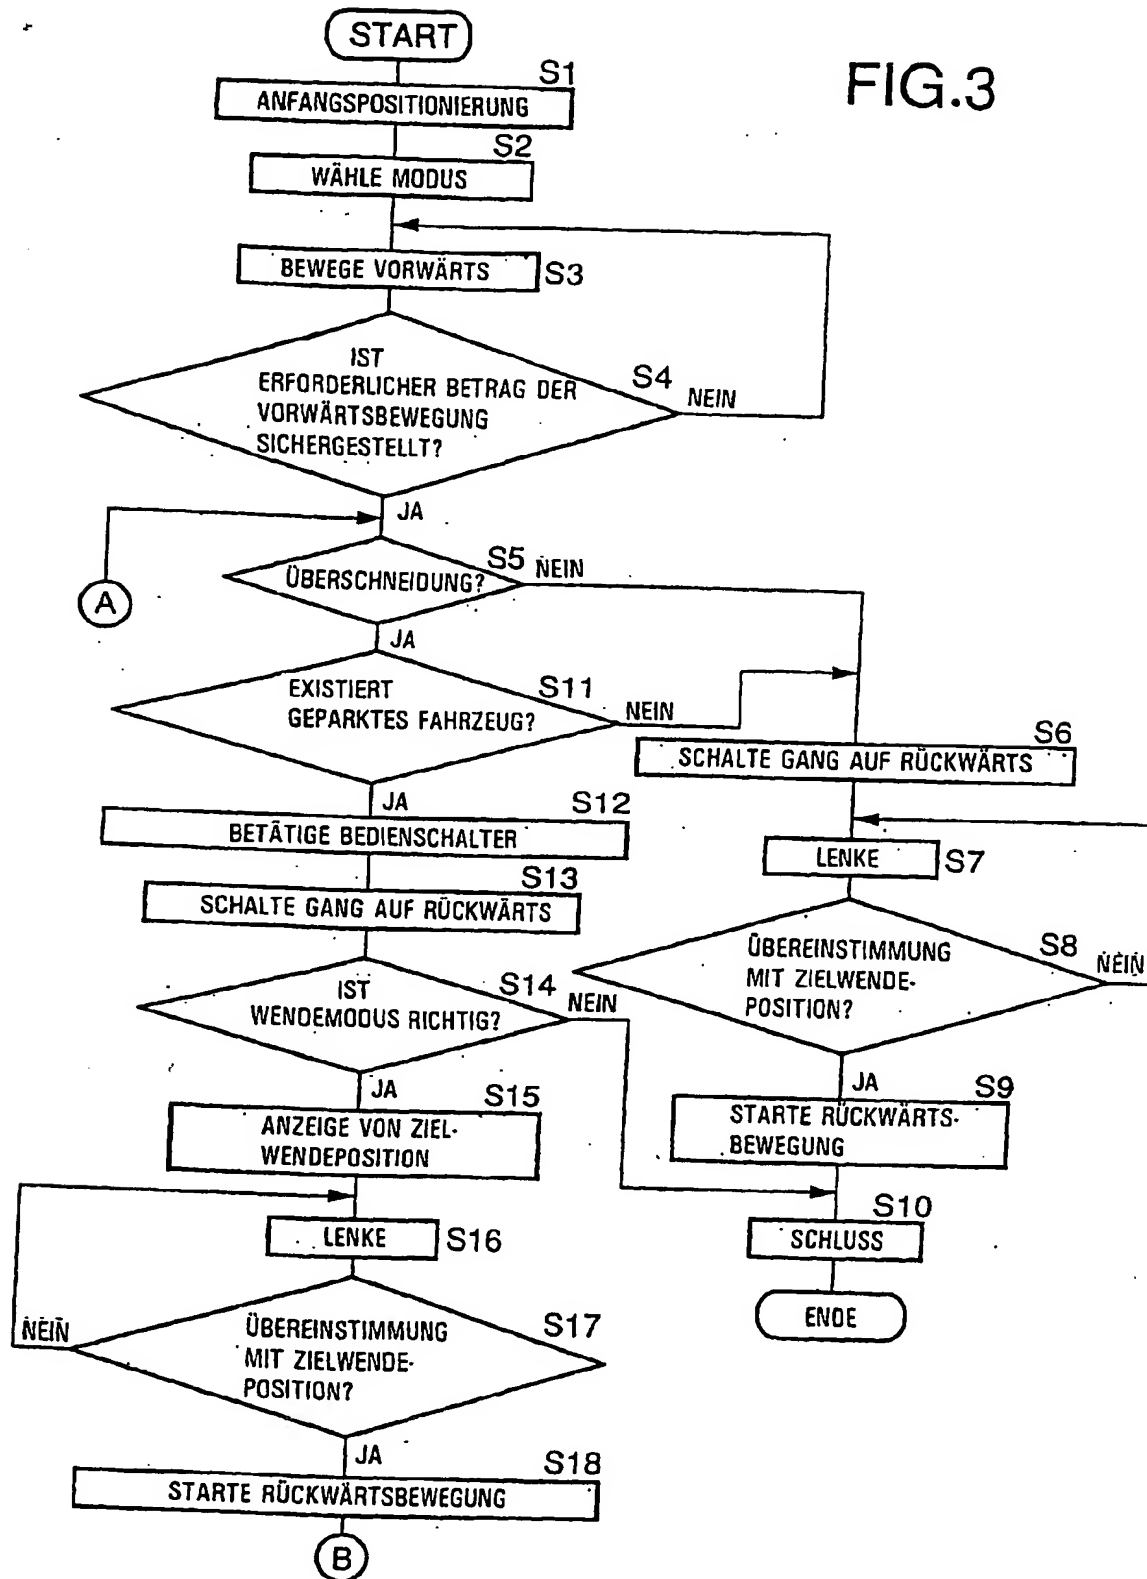 START
FIG.3
S1
ANFANGSPOSITIONIERUNG
S2
WÄHLE MODUS
BEWEGE VORWÄRTS
S3
IST
ERFORDERLICHER BETRAG DER
VORWÄRTSBEWEGUNG
SICHERGESTELLT?
S4
NEIN
JA
A
ÜBERSCHNEIDUNG?
S5
NEIN
JA
EXISTIERT
GEPARKTES FAHRZEUG?
S11
NEIN
JA
S6
SCHALTE GANG AUF RÜCKWÄRTS
S12
BETÄTIGE BEDIENSCHALTER
LENKE
S7
S13
SCHALTE GANG AUF RÜCKWÄRTS
ÜBEREINSTIMMUNG
MIT ZIELWENDE-
POSITION?
S8
NEIN
JA
IST
WENDEMODUS RICHTIG?
S14
NEIN
JA
S9
STARTE RÜCKWÄRTS-
BEWEGUNG
S15
ANZEIGE VON ZIEL-
WENDEPOSITION
S10
SCHLUSS
ENDE
LENKE
S16
ÜBEREINSTIMMUNG
MIT ZIELWENDE-
POSITION?
S17
NEIN
JA
S18
STARTE RÜCKWÄRTSBEWEGUNG
B